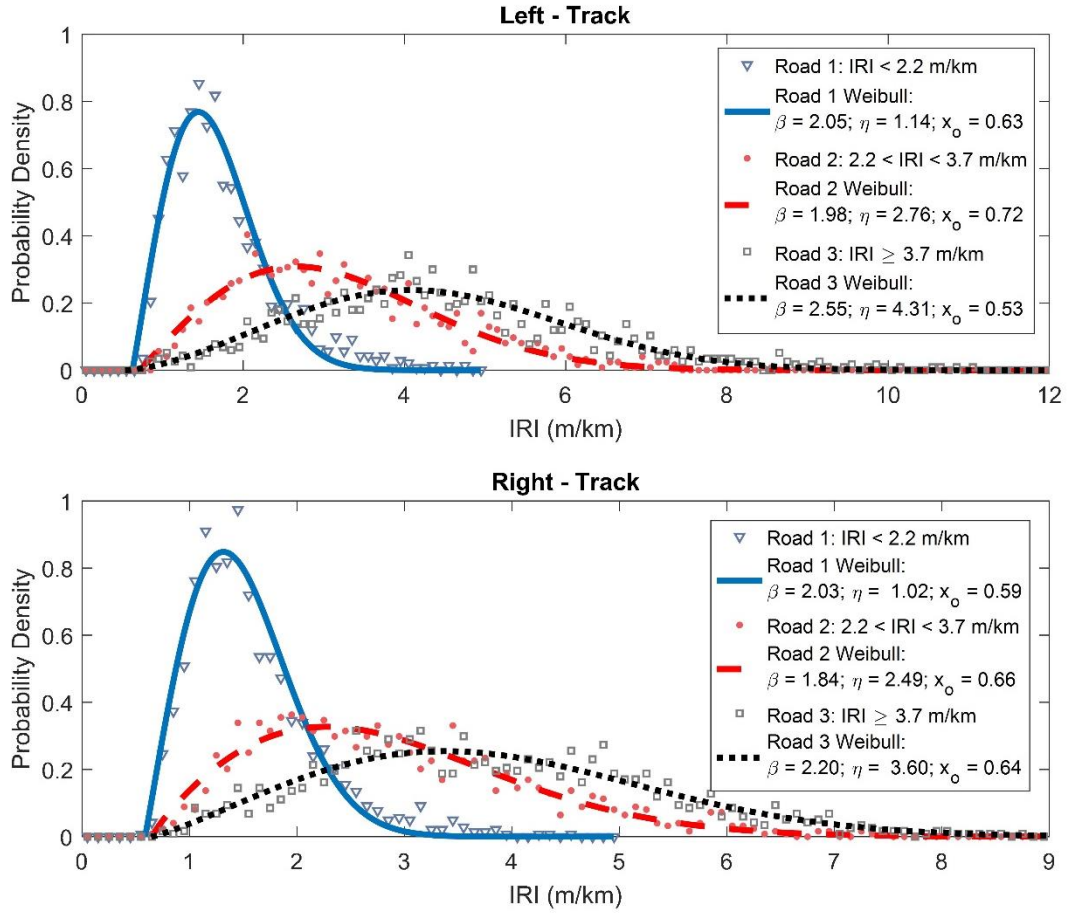 Left - Track
Probability Density
1
0.8
0.6
0.4
0.2
0
0
2
4
6
8
10
12
IRI (m/km)
Road 1: IRI < 2.2 m/km
Road 1 Weibull:
β = 2.05; η = 1.14; x_o = 0.63
Road 2: 2.2 < IRI < 3.7 m/km
Road 2 Weibull:
β = 1.98; η = 2.76; x_o = 0.72
Road 3: IRI ≥ 3.7 m/km
Road 3 Weibull:
β = 2.55; η = 4.31; x_o = 0.53
Right - Track
Probability Density
1
0.8
0.6
0.4
0.2
0
0
1
2
3
4
5
6
7
8
9
IRI (m/km)
Road 1: IRI < 2.2 m/km
Road 1 Weibull:
β = 2.03; η = 1.02; x_o = 0.59
Road 2: 2.2 < IRI < 3.7 m/km
Road 2 Weibull:
β = 1.84; η = 2.49; x_o = 0.66
Road 3: IRI ≥ 3.7 m/km
Road 3 Weibull:
β = 2.20; η = 3.60; x_o = 0.64